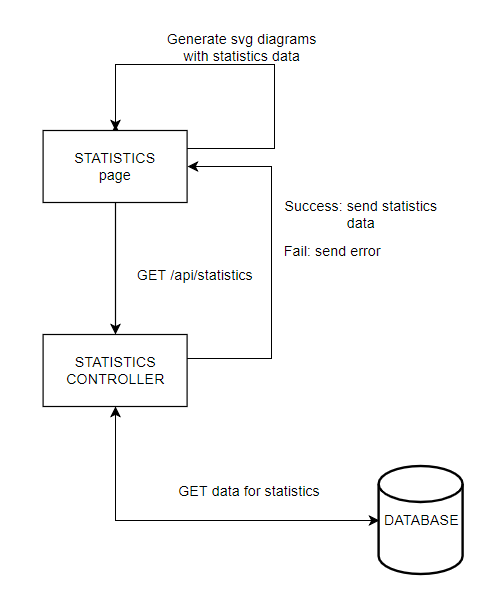 Generate svg diagrams
with statistics data
STATISTICS
page
Success: send statistics
data
Fail: send error
GET /api/statistics
STATISTICS
CONTROLLER
GET data for statistics
DATABASE